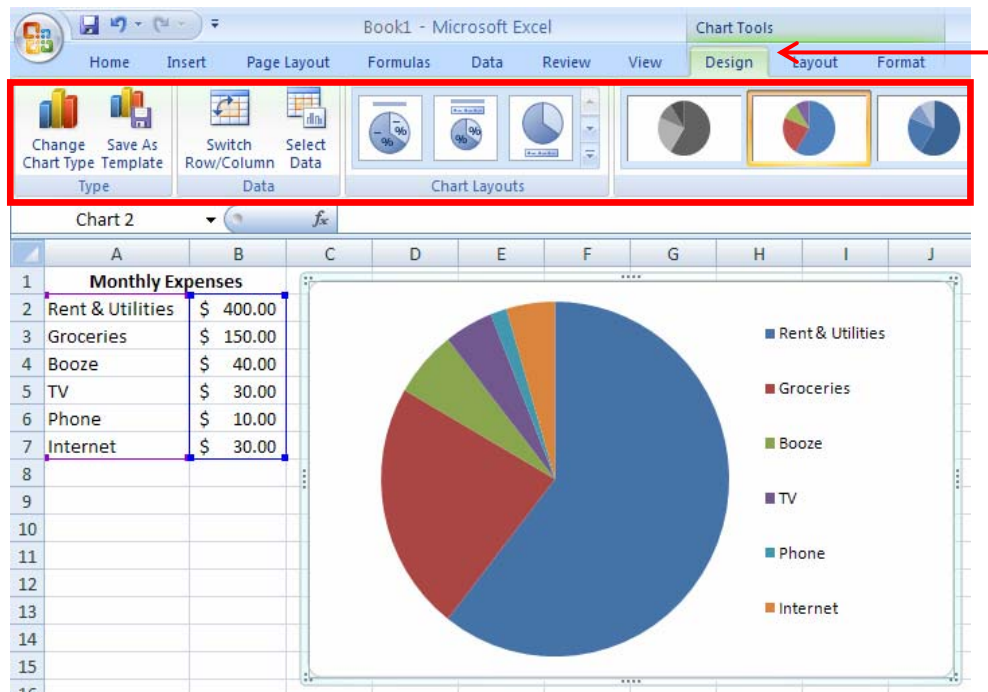 Book1 - Microsoft Excel
Chart Tools
Home Insert Page Layout Formulas Data Review View Design Layout Format
Change Chart Type
Save As Template
Type
Switch Row/Column
Select Data
Data
Chart Layouts
Chart 2
fx
A B C D E F G H I J
1 Monthly Expenses
2 Rent & Utilities $ 400.00
3 Groceries $ 150.00
4 Booze $ 40.00
5 TV $ 30.00
6 Phone $ 10.00
7 Internet $ 30.00
8
9
10
11
12
13
14
15
Rent & Utilities
Groceries
Booze
TV
Phone
Internet